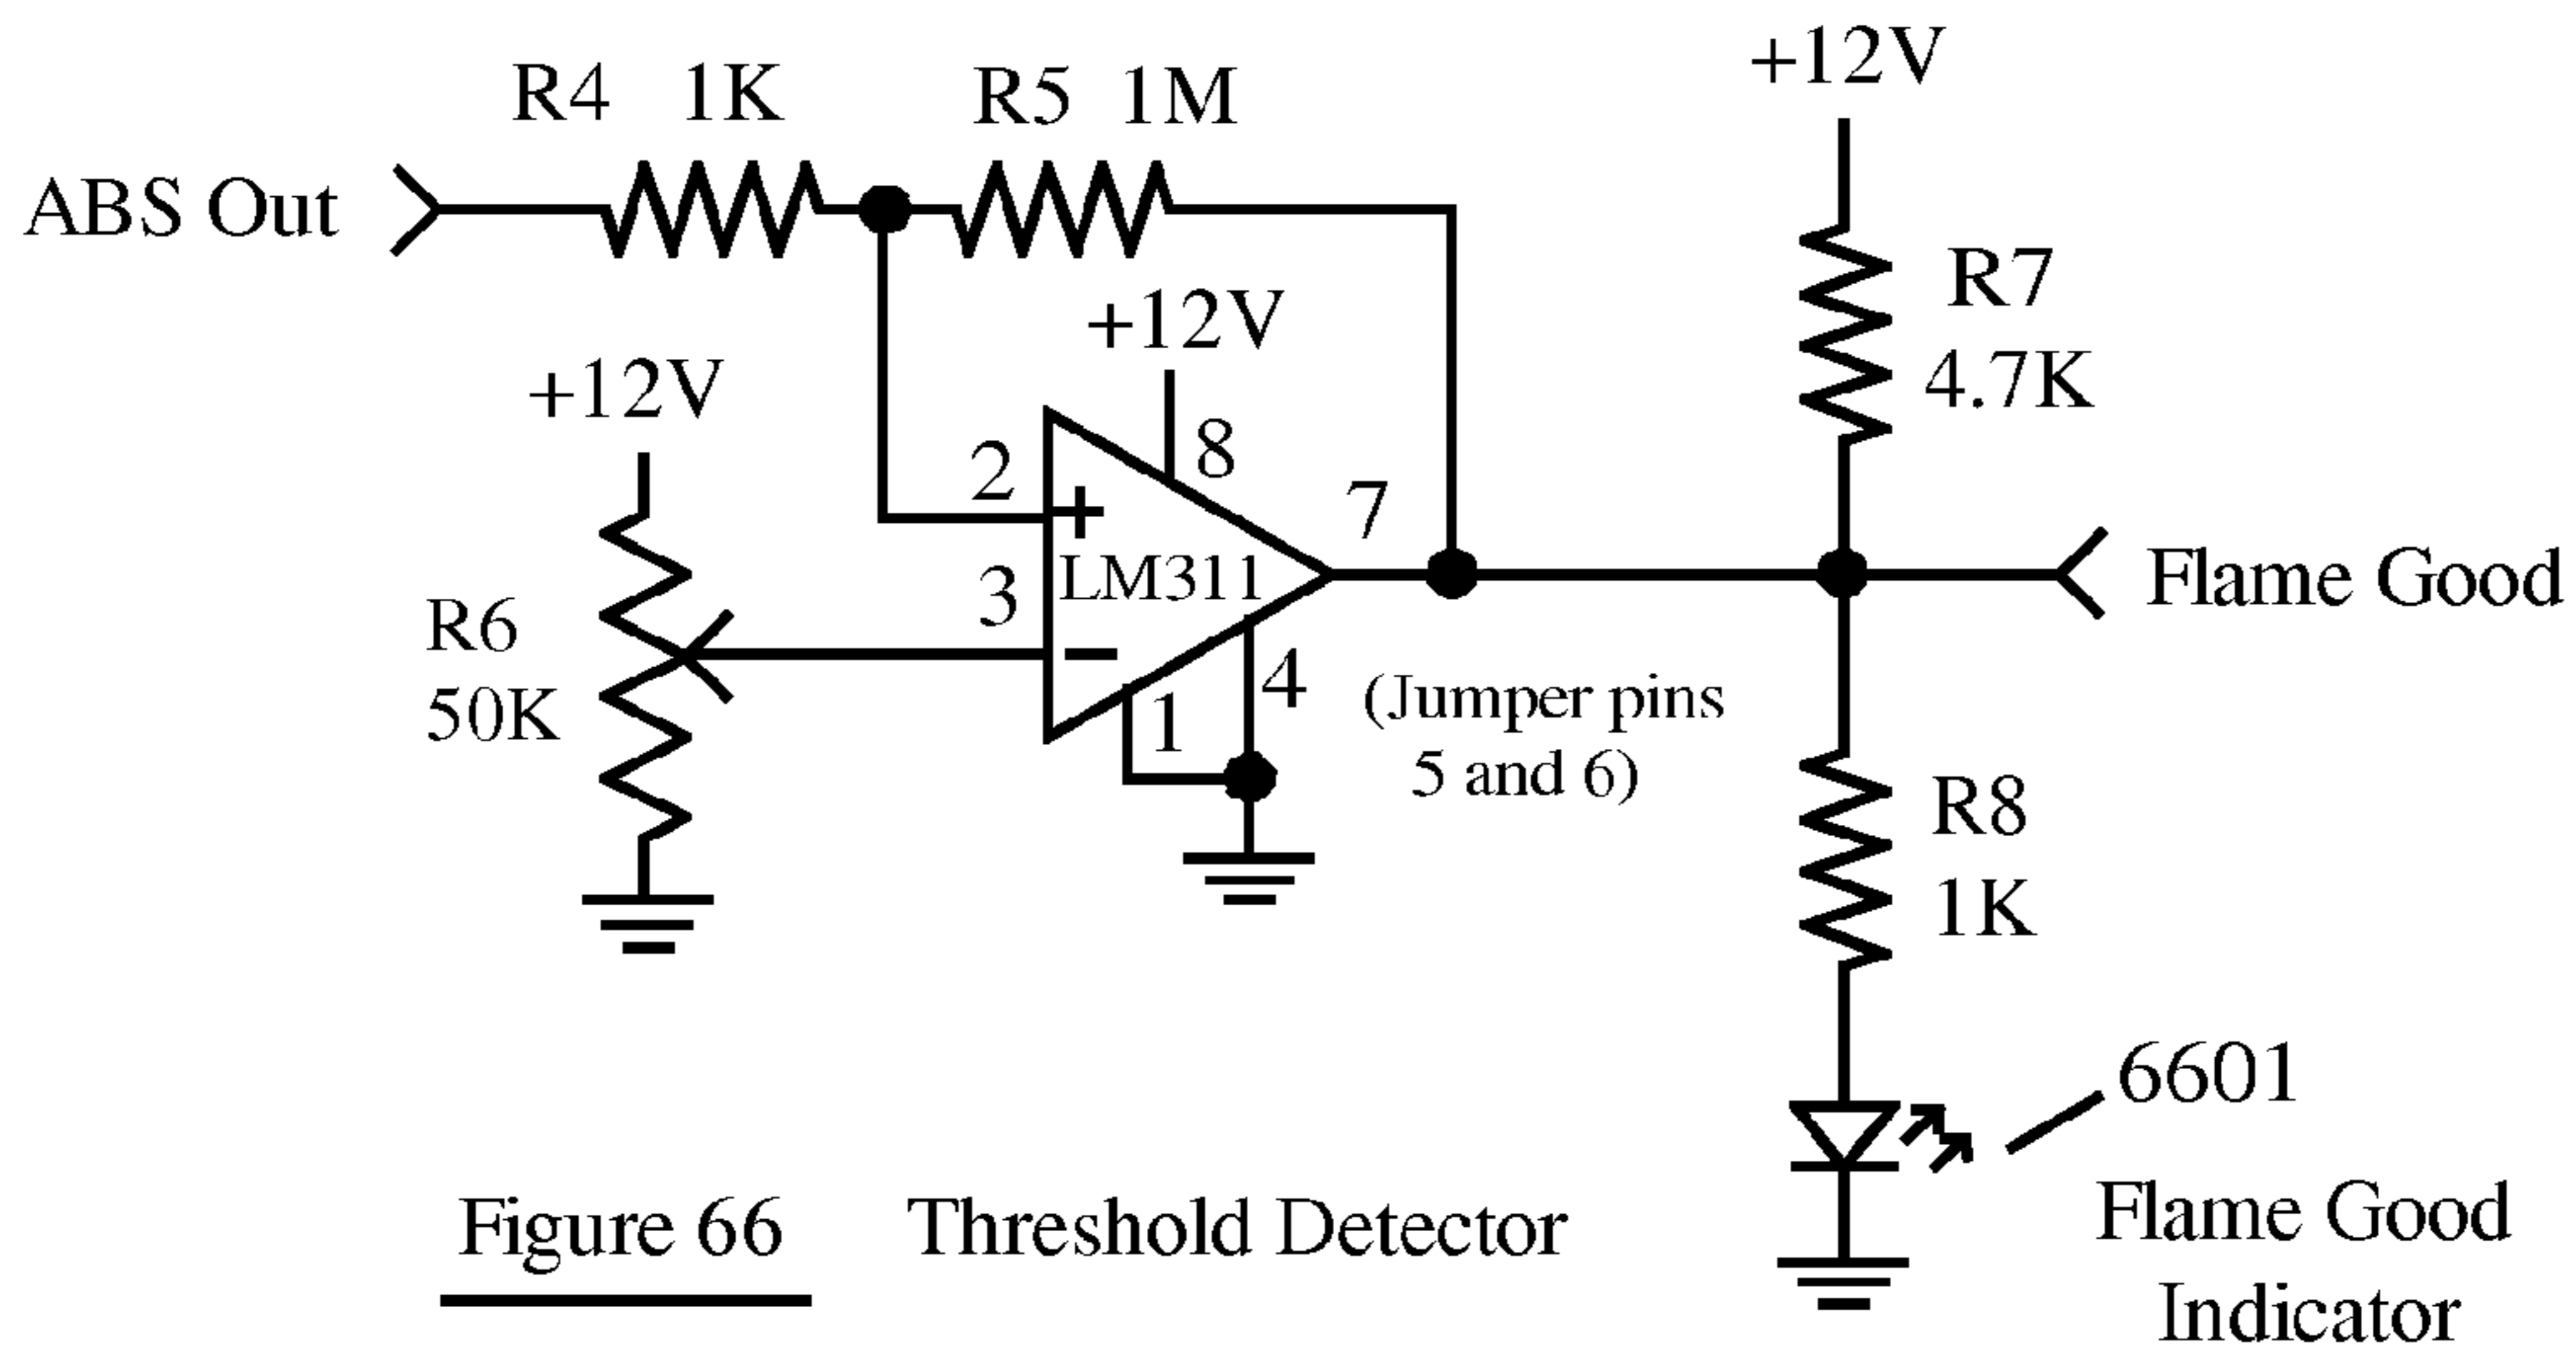 R4 1K
R5 1M
+12V
ABS Out
R7
4.7K
+12V
+12V
8
2
+
7
3
LM311
Flame Good
R6
50K
-
1
4
(Jumper pins
5 and 6)
R8
1K
6601
Flame Good
Indicator
Figure 66 Threshold Detector